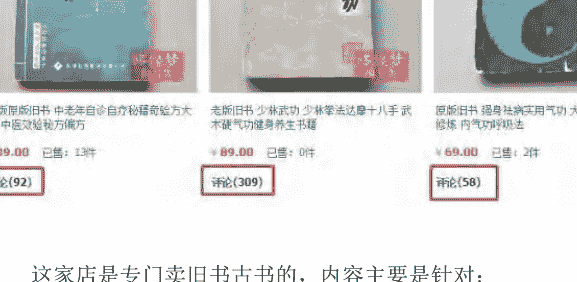 功
版原版旧书 中老年自诊自疗秘籍奇验方大
中医效验秘方偏方
89.00 已售：13件
论(92)
老版旧书 少林武功 少林拳法达摩十八手 武
术硬气功健身养生书籍
￥89.00 已售：0件
评论(309)
原版旧书 强身祛病实用气功 大
修炼 内气功呼吸法
￥69.00 已售：2件
评论(58)
这家店是专门卖旧书古书的，内容主要是针对：